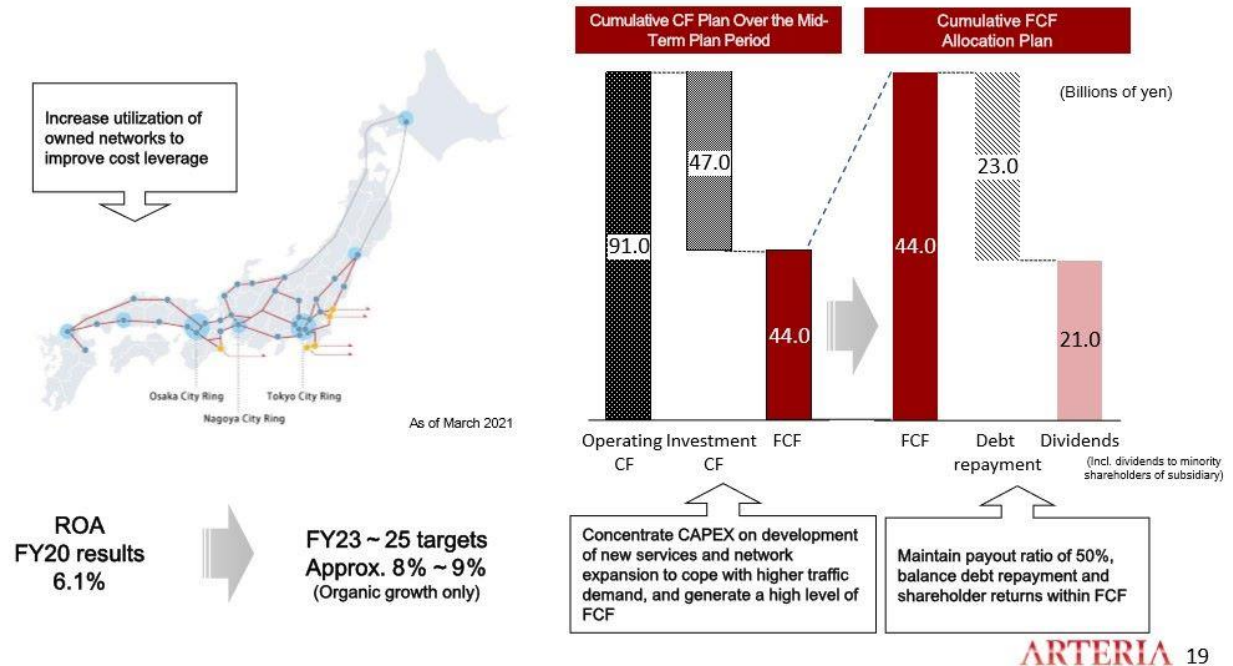 Increase utilization of
owned networks to
improve cost leverage
Osaka City Ring
Tokyo City Ring
Nagoya City Ring
As of March 2021
ROA
FY20 results
6.1%
FY23 ~ 25 targets
Approx. 8% ~ 9%
(Organic growth only)
Cumulative CF Plan Over the Mid-
Term Plan Period
Cumulative FCF
Allocation Plan
(Billions of yen)
91.0
47.0
44.0
44.0
23.0
21.0
Operating
CF
Investment
CF
FCF
FCF
Debt
repayment
Dividends
(Incl. dividends to minority
shareholders of subsidiary)
Concentrate CAPEX on development
of new services and network
expansion to cope with higher traffic
demand, and generate a high level of
FCF
Maintain payout ratio of 50%,
balance debt repayment and
shareholder returns within FCF
ARTERIA 19